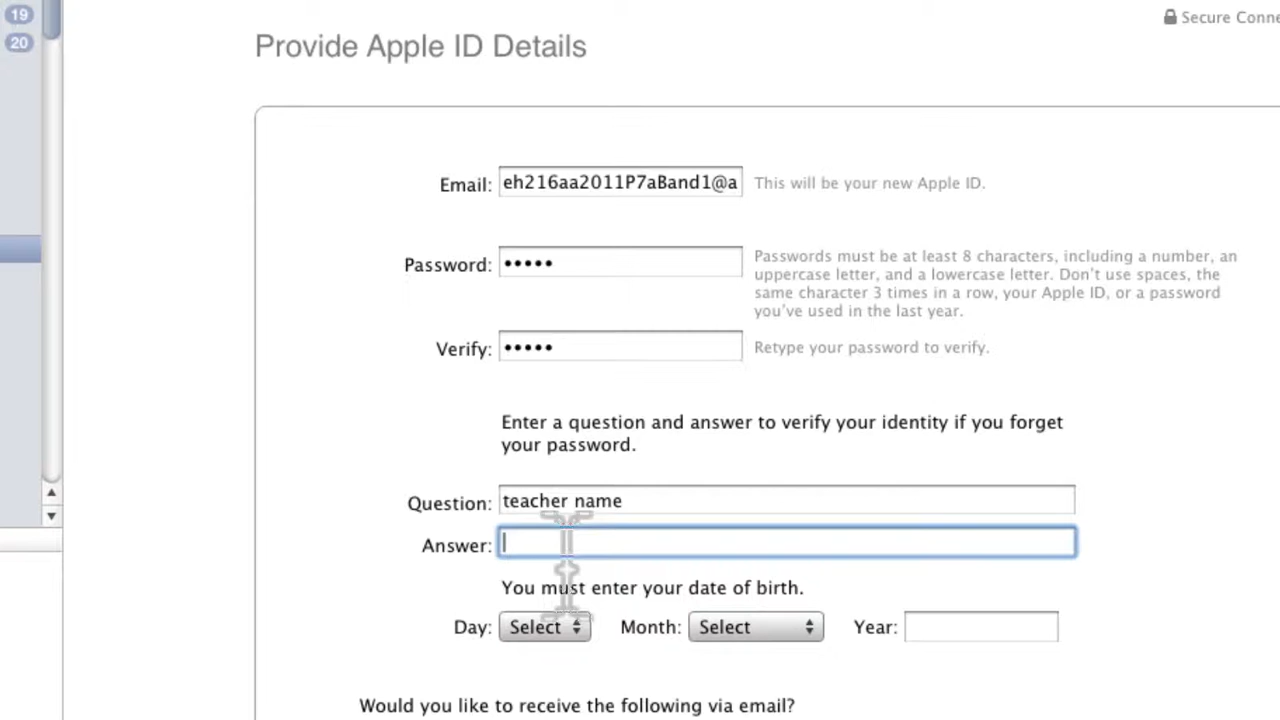 19
Secure Conne
20
Provide Apple ID Details
Email: eh216aa2011P7aBand1@a This will be your new Apple ID.
Password: ••••• Passwords must be at least 8 characters, including a number, an
uppercase letter, and a lowercase letter. Don't use spaces, the
same character 3 times in a row, your Apple ID, or a password
you've used in the last year.
Verify: ••••• Retype your password to verify.
Enter a question and answer to verify your identity if you forget
your password.
Question: teacher name
Answer:
You must enter your date of birth.
Day: Select Month: Select Year:
Would you like to receive the following via email?